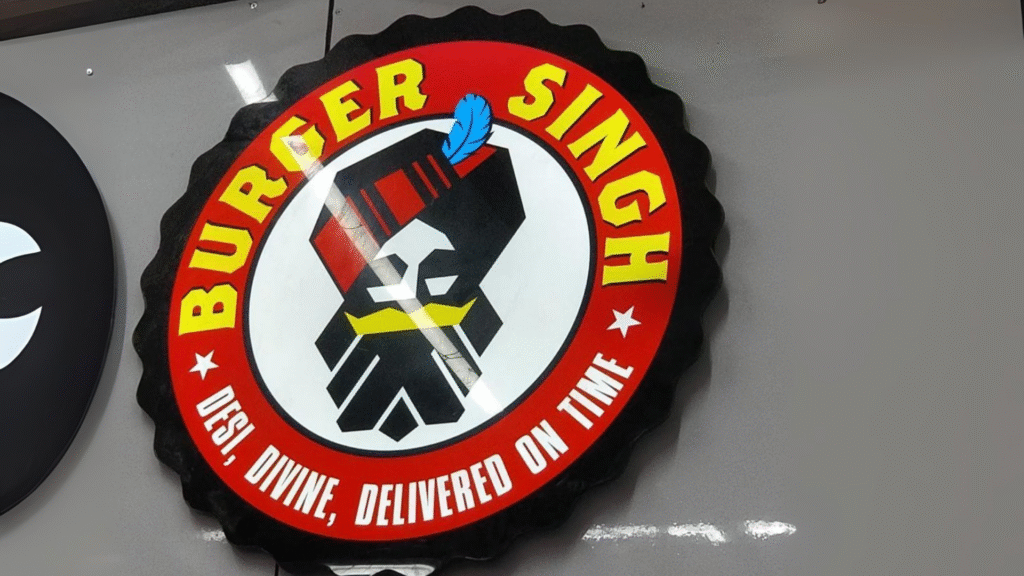 BURGER SINGH
DESI, DIVINE, DELIVERED ON TIME